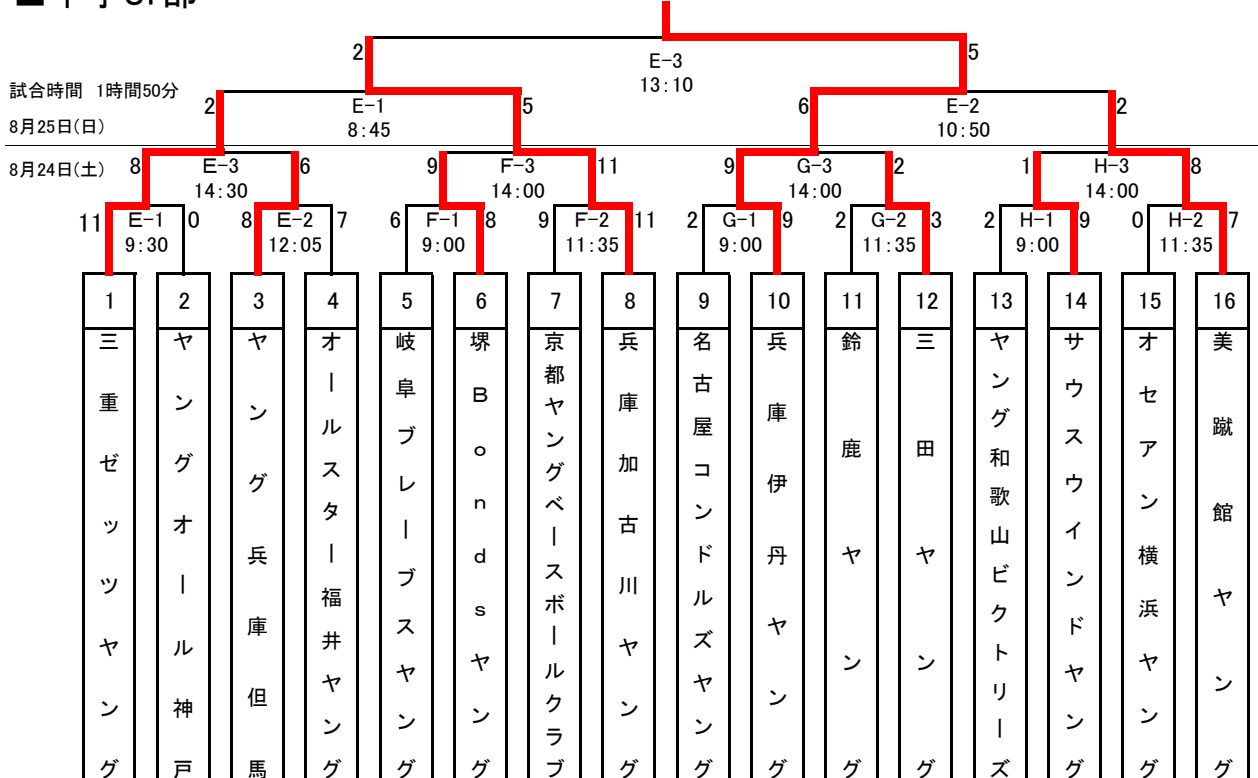 2
E-3
5
13:10
試合時間 1時間50分
2
E-1
5
6
E-2
2
8月25日(日)
8:45
10:50
8月24日(土)
8
E-3
6
9
F-3
11
9
G-3
2
1
H-3
8
14:30
14:00
14:00
14:00
11
E-1
0
8
E-2
7
6
F-1
8
9
F-2
11
2
G-1
9
2
G-2
3
2
H-1
9
0
H-2
7
9:30
12:05
9:00
11:35
9:00
11:35
9:00
11:35
1
2
3
4
5
6
7
8
9
10
11
12
13
14
15
16
三重ゼッツヤング
ヤングオール神戸
ヤング兵庫但馬
オールスター福井ヤング
岐阜ブレーブスヤング
堺Bondsヤング
京都ヤングベースボールクラブ
兵庫加古川ヤング
名古屋コンドルズヤング
兵庫伊丹ヤング
鈴鹿ヤング
三田ヤング
ヤング和歌山ビクトリーズ
サウスウインドヤング
オセアン横浜ヤング
美蹴館ヤング